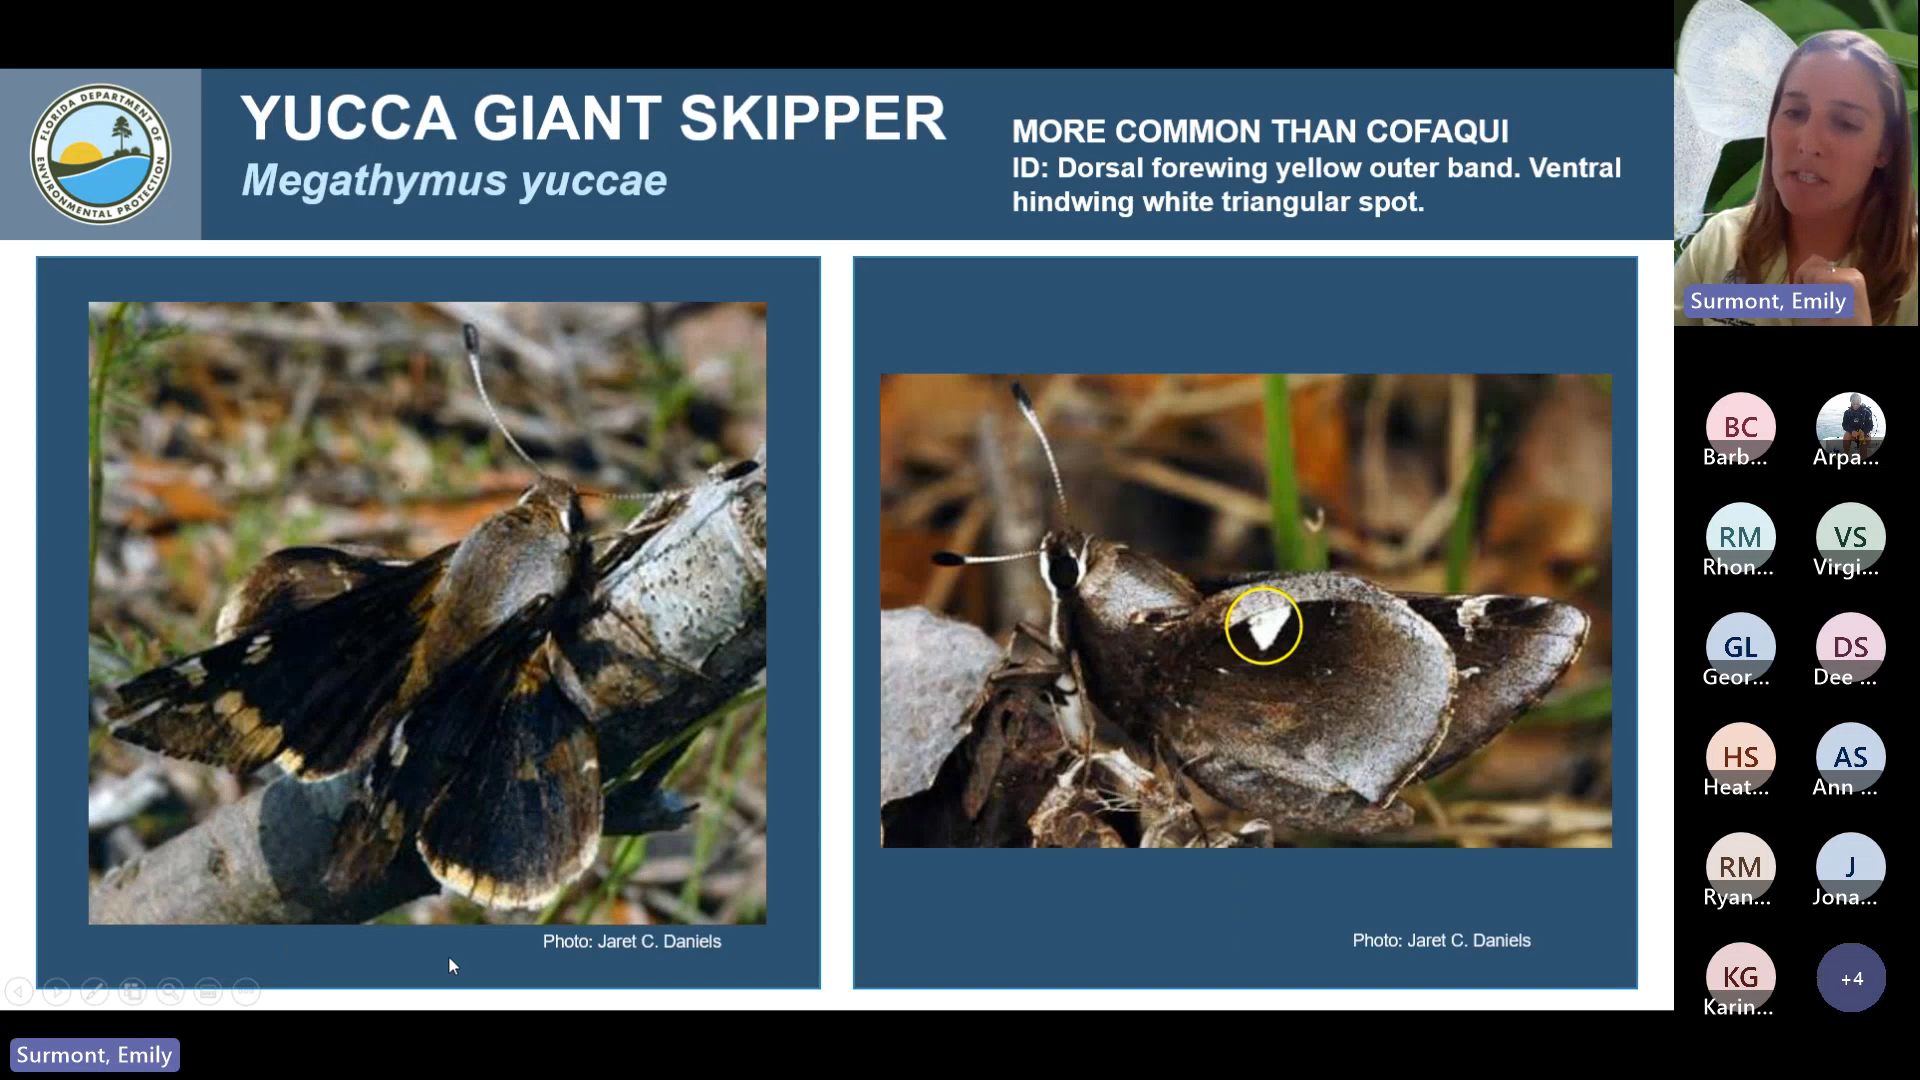 FLORIDA DEPARTMENT OF
ENVIRONMENTAL PROTECTION
YUCCA GIANT SKIPPER
Megathymus yuccae
MORE COMMON THAN COFAQUI
ID: Dorsal forewing yellow outer band. Ventral
hindwing white triangular spot.
Photo: Jaret C. Daniels
Photo: Jaret C. Daniels
Surmont, Emily
BC
Barb...
Arpa...
RM
Rhon...
VS
Virgi...
GL
Geor...
DS
Dee ...
HS
Heat...
AS
Ann ...
RM
Ryan...
J
Jona...
KG
Karin...
+4
Surmont, Emily